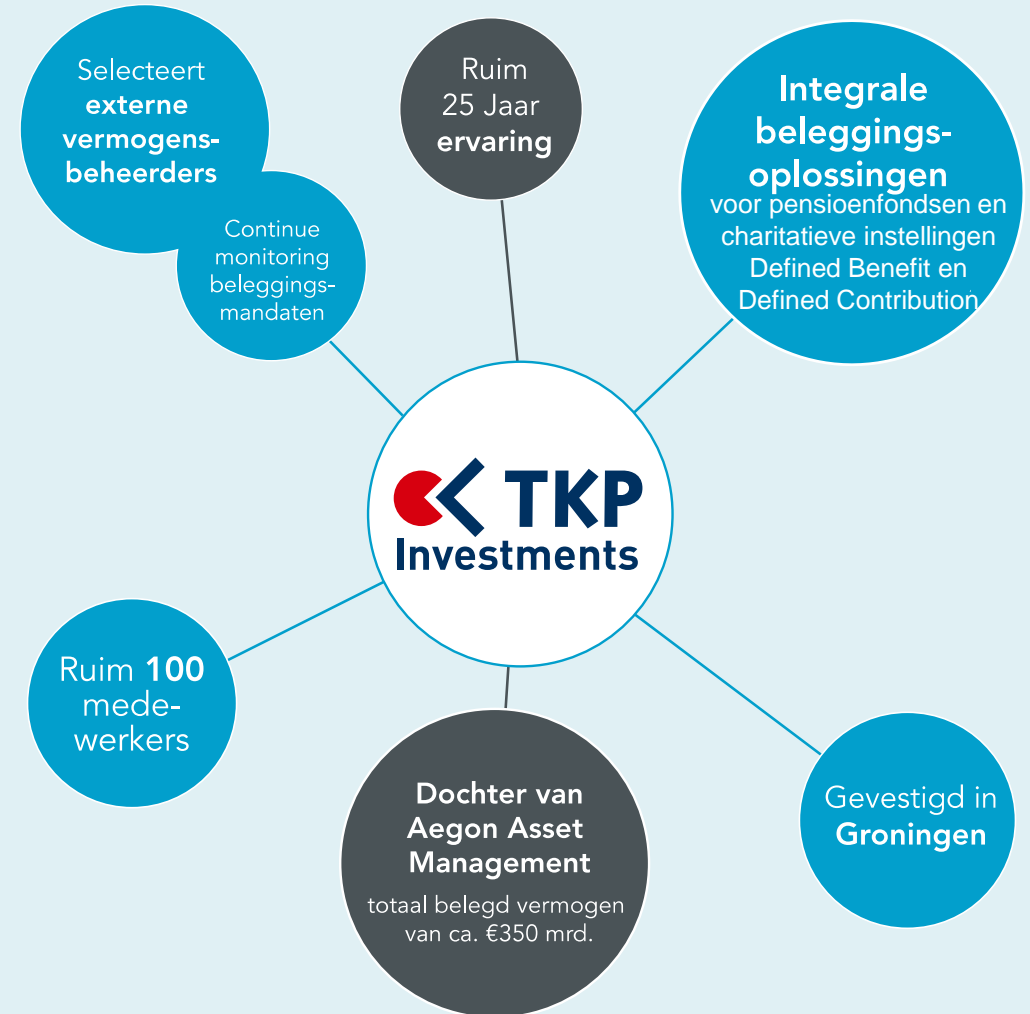 Selecteert
externe
vermogens-
beheerders
Continue
monitoring
beleggings-
mandaten
Ruim
25 Jaar
ervaring
Integrale
beleggings-
oplossingen
voor pensioenfondsen en
charitatieve instellingen
Defined Benefit en
Defined Contribution
TKP
Investments
Ruim 100
mede-
werkers
Dochter van
Aegon Asset
Management
totaal belegd vermogen
van ca. €350 mrd.
Gevestigd in
Groningen